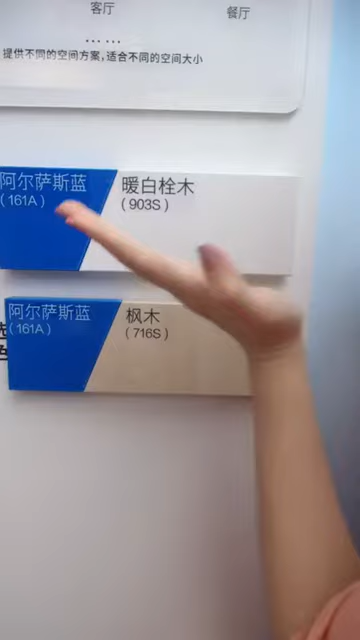 客厅
餐厅
……
提供不同的空间方案,适合不同的空间大小
阿尔萨斯蓝
(161A)
暖白栓木
(903S)
阿尔萨斯蓝
(161A)
枫木
(716S)
色